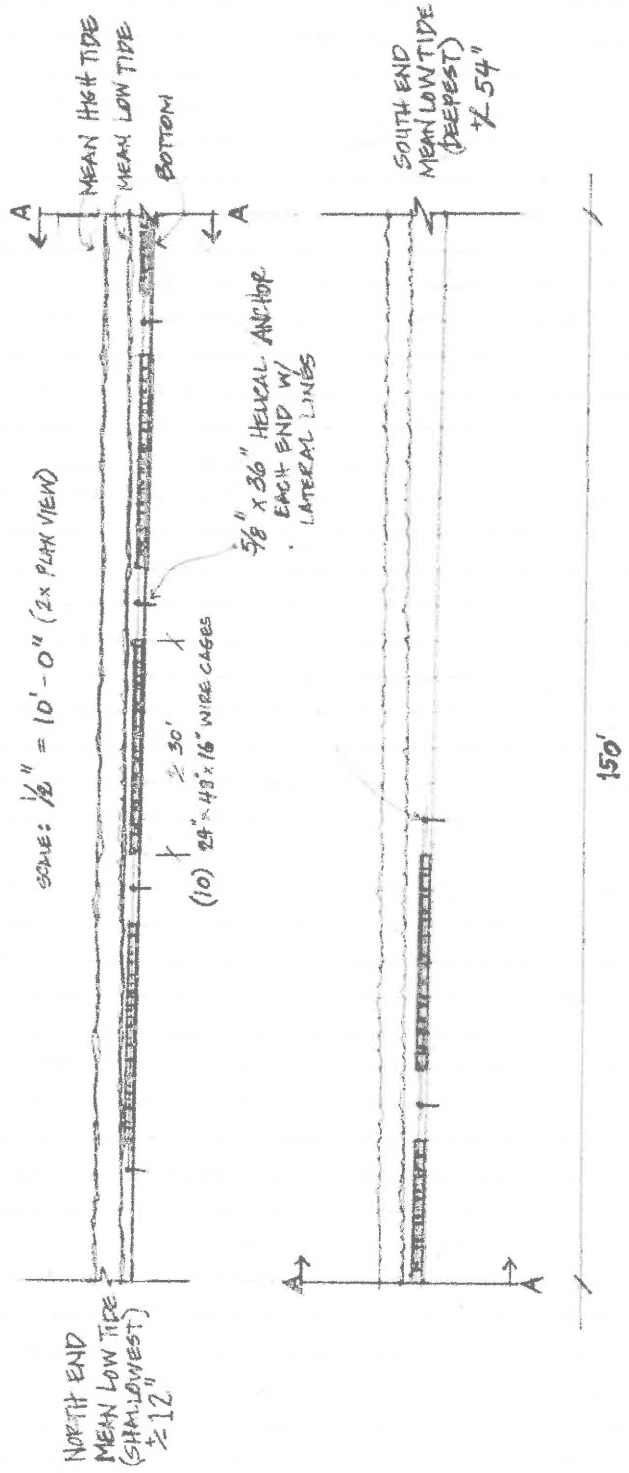 SCALE: 1/2" = 10'-0" (2X PLAN VIEW)
A
A
MEAN HIGH TIDE
MEAN LOW TIDE
BOTTOM
NORTH END
MEAN LOW TIDE
(SHALLOWEST)
± 12"
± 30'
(10) 24" x 48" x 16" WIRE CAGES
5/8" x 36" HELICAL ANCHOR
EACH END W/
LATERAL LINES
A
A
SOUTH END
MEAN LOW TIDE
(DEEPEST)
+/- 54"
150'